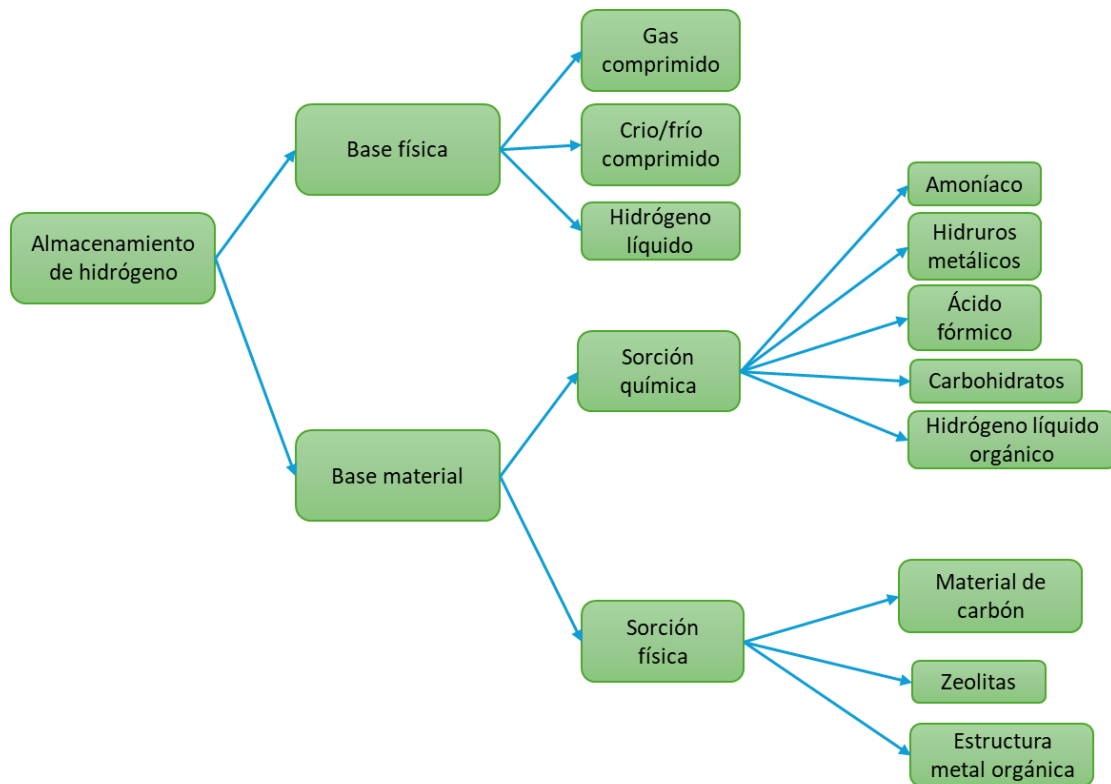 Gas
comprimido
Base física
Crio/frío
comprimido
Hidrógeno
líquido
Almacenamiento
de hidrógeno
Amoníaco
Hidruros
metálicos
Ácido
fórmico
Sorción
química
Carbohidratos
Hidrógeno líquido
orgánico
Base material
Material de
carbón
Sorción
física
Zeolitas
Estructura
metal orgánica